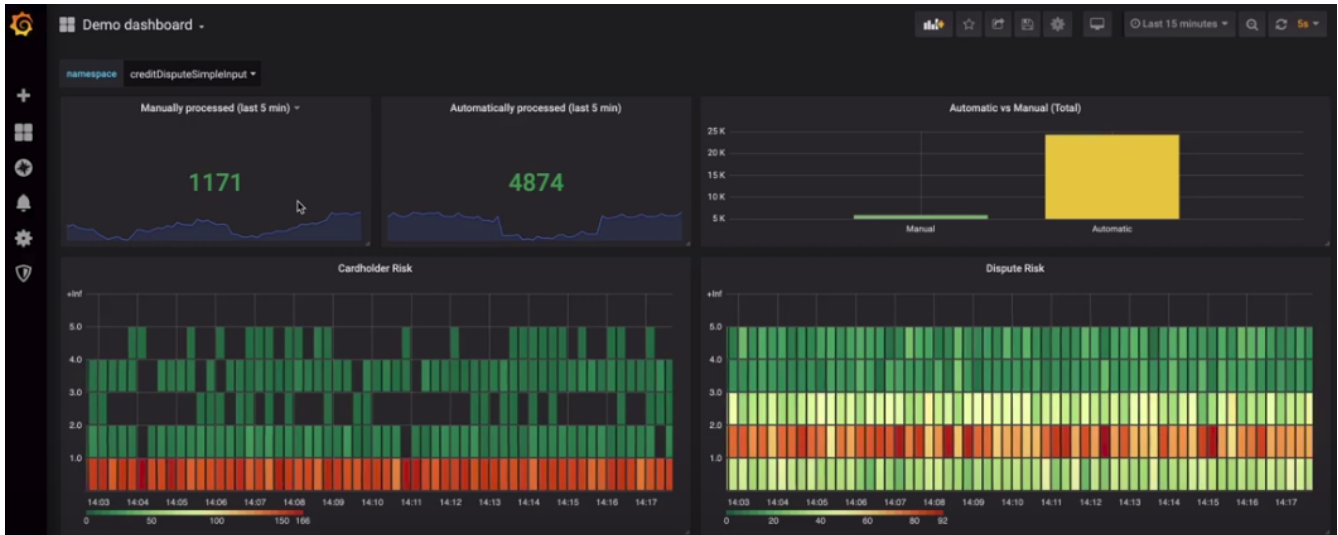 Demo dashboard
Last 15 minutes
5s
namespace creditDisputeSimpleInput
Manually processed (last 5 min)
1171
Automatically processed (last 5 min)
4874
Automatic vs Manual (Total)
25 K
20 K
15 K
10 K
5 K
Manual Automatic
Cardholder Risk
+Inf
5.0
4.0
3.0
2.0
1.0
14:03 14:04 14:05 14:06 14:07 14:08 14:09 14:10 14:11 14:12 14:13 14:14 14:15 14:16 14:17
0 50 100 150 166
Dispute Risk
+Inf
5.0
4.0
3.0
2.0
1.0
14:03 14:04 14:05 14:06 14:07 14:08 14:09 14:10 14:11 14:12 14:13 14:14 14:15 14:16 14:17
0 20 40 60 80 92